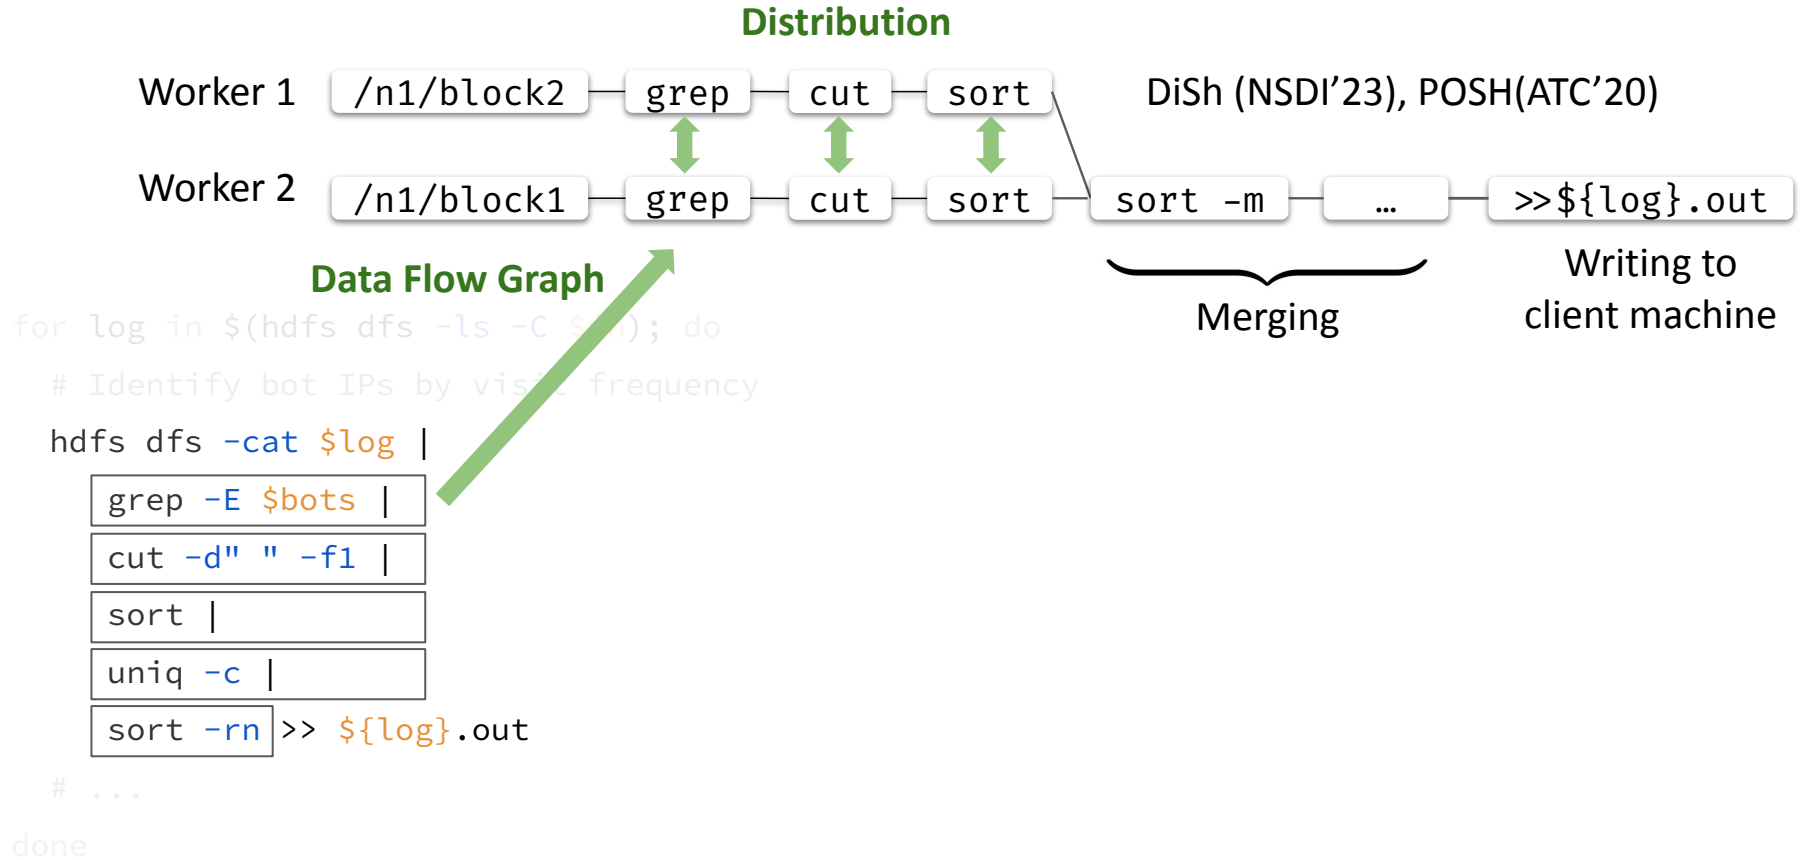 Distribution
Worker 1 /n1/block2 grep cut sort DiSh (NSDI’23), POSH(ATC’20)
Worker 2 /n1/block1 grep cut sort sort -m … >>${log}.out
Data Flow Graph
Merging
Writing to
client machine
for log in $(hdfs dfs -ls -C $ ); do
# Identify bot IPs by visit frequency
hdfs dfs -cat $log |
grep -E $bots |
cut -d" " -f1 |
sort |
uniq -c |
sort -rn >> ${log}.out
# ...
done